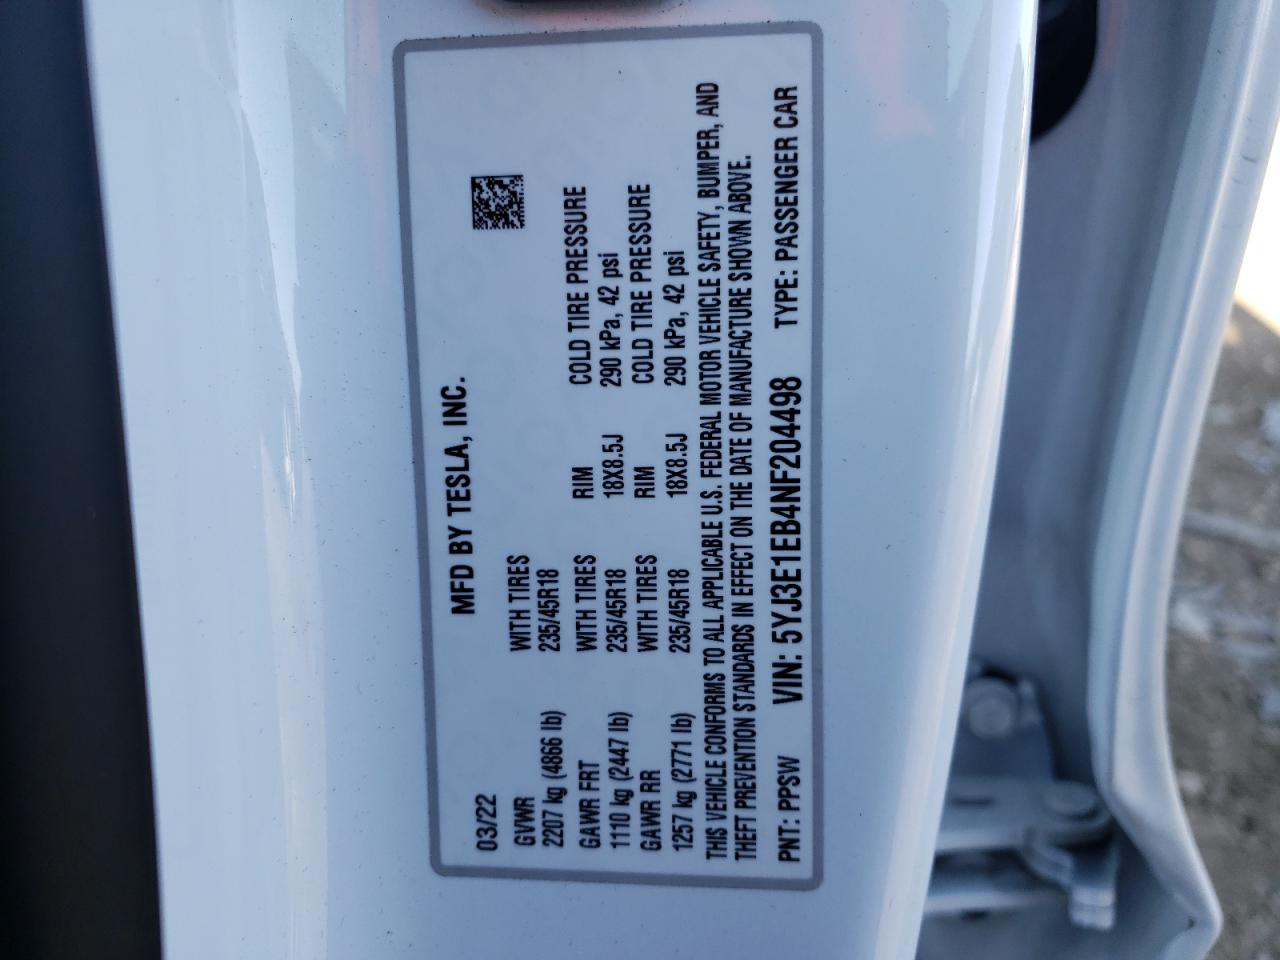 MFD BY TESLA, INC.
03/22
GVWR WITH TIRES
2207 kg (4866 lb) 235/45R18
GAWR FRT WITH TIRES RIM COLD TIRE PRESSURE
1110 kg (2447 lb) 235/45R18 18X8.5J 290 kPa, 42 psi
GAWR RR WITH TIRES RIM COLD TIRE PRESSURE
1257 kg (2771 lb) 235/45R18 18X8.5J 290 kPa, 42 psi
THIS VEHICLE CONFORMS TO ALL APPLICABLE U.S. FEDERAL MOTOR VEHICLE SAFETY, BUMPER, AND
THEFT PREVENTION STANDARDS IN EFFECT ON THE DATE OF MANUFACTURE SHOWN ABOVE.
PNT: PPSW VIN: 5YJ3E1EB4NF204498 TYPE: PASSENGER CAR